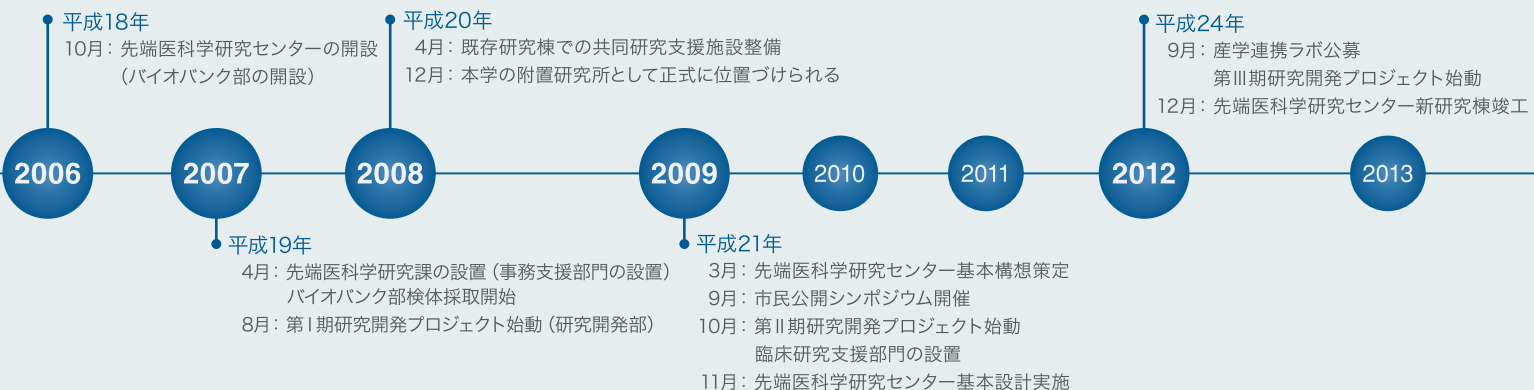 平成18年
10月：先端医科学研究センターの開設
（バイオバンク部の開設）
平成20年
4月：既存研究棟での共同研究支援施設整備
12月：本学の附置研究所として正式に位置づけられる
平成24年
9月：産学連携ラボ公募
第Ⅲ期研究開発プロジェクト始動
12月：先端医科学研究センター新研究棟竣工
2006
2007
2008
2009
2010
2011
2012
2013
平成19年
4月：先端医科学研究課の設置（事務支援部門の設置）
バイオバンク部検体採取開始
8月：第Ⅰ期研究開発プロジェクト始動（研究開発部）
平成21年
3月：先端医科学研究センター基本構想策定
9月：市民公開シンポジウム開催
10月：第Ⅱ期研究開発プロジェクト始動
臨床研究支援部門の設置
11月：先端医科学研究センター基本設計実施